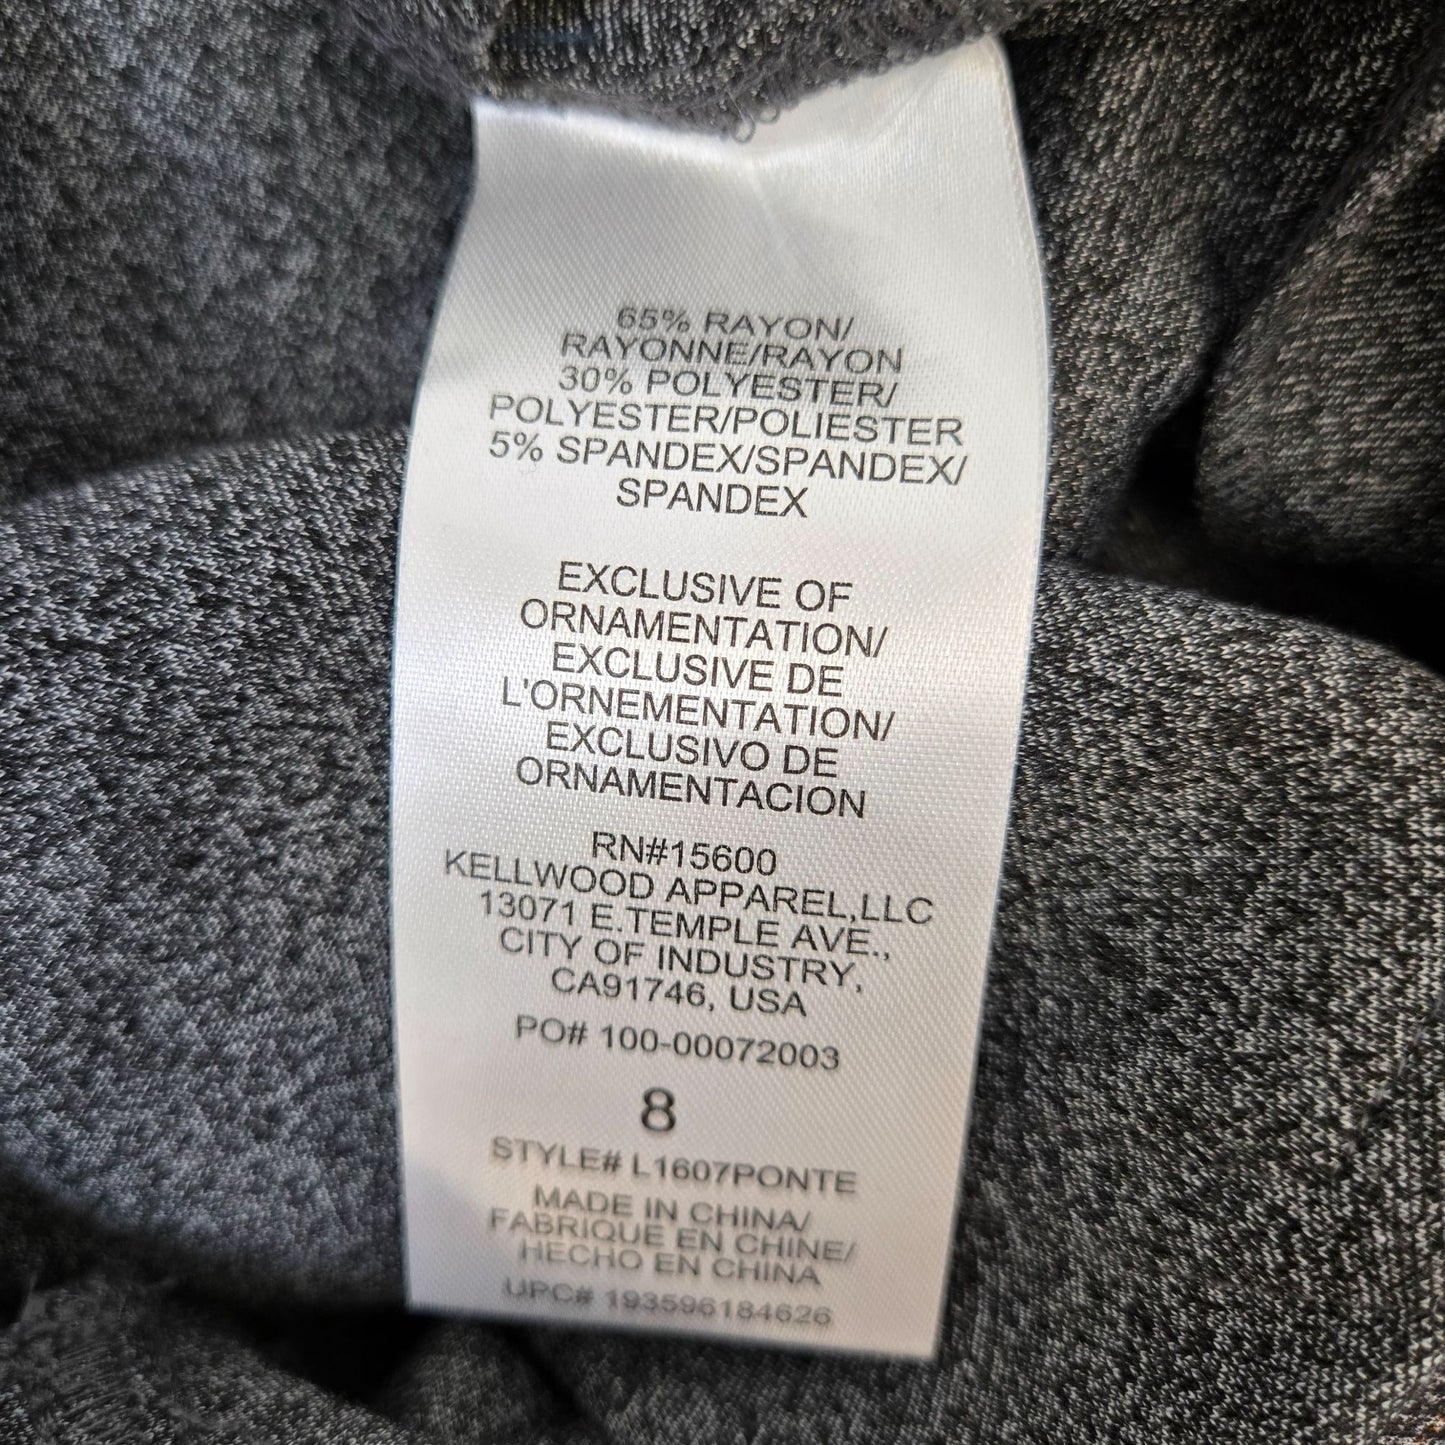 65% RAYON/
RAYONNE/RAYON
30% POLYESTER/
POLYESTER/POLIESTER
5% SPANDEX/SPANDEX/
SPANDEX
EXCLUSIVE OF
ORNAMENTATION/
EXCLUSIVE DE
L'ORNEMENTATION/
EXCLUSIVO DE
ORNAMENTACION
RN#15600
KELLWOOD APPAREL,LLC
13071 E.TEMPLE AVE.,
CITY OF INDUSTRY,
CA91746, USA
PO# 100-00072003
8
STYLE# L1607PONTE
MADE IN CHINA/
FABRIQUE EN CHINE/
HECHO EN CHINA
UPC# 193596184626